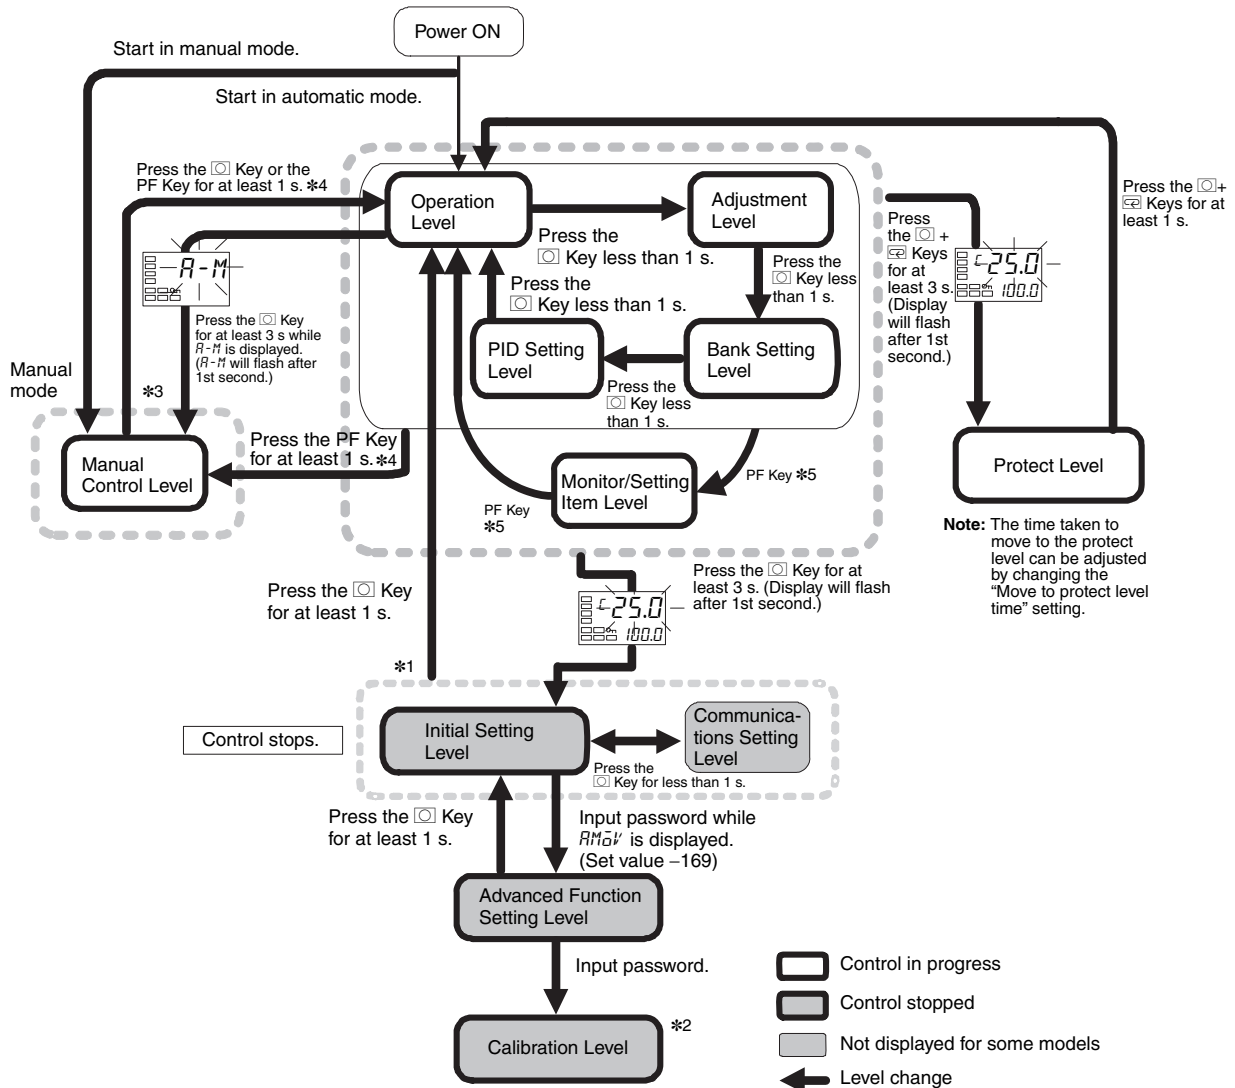 Power ON
Start in manual mode.
Start in automatic mode.
Press the Key or the
PF Key for at least 1 s. *4
Operation
Level
Adjustment
Level
Press the
Key less than 1 s.
Press the
Key less
than 1 s.
Press the
Key less than 1 s.
PID Setting
Level
Bank Setting
Level
Press the
Key less
than 1 s.
A-M
Press the Key
for at least 3 s while
A-M is displayed.
(A-M will flash after
1st second.)
Manual
mode
*3
Manual
Control Level
Press the PF Key
for at least 1 s.*4
Monitor/Setting
Item Level
PF Key *5
PF Key
*5
Press
the +
Keys
for at
least 3 s.
(Display
will flash
after 1st
second.)
c 25.0
100.0
Press the +
Keys for at
least 1 s.
Protect Level
Note: The time taken to
move to the protect
level can be adjusted
by changing the
“Move to protect level
time” setting.
Press the Key for at
least 3 s. (Display will flash
after 1st second.)
c 25.0
100.0
Press the Key
for at least 1 s.
*1
Control stops.
Initial Setting
Level
Communica-
tions Setting
Level
Press the
Key for less than 1 s.
Press the Key
for at least 1 s.
Input password while
AMOV is displayed.
(Set value –169)
Advanced Function
Setting Level
Input password.
Calibration Level
*2
Control in progress
Control stopped
Not displayed for some models
Level change